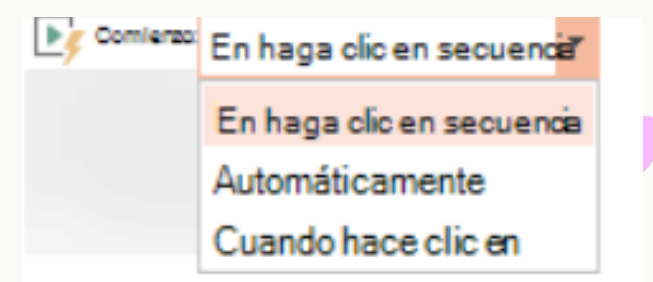 Comienzo: En haga clic en secuencia
En haga clic en secuencia
Automáticamente
Cuando hace clic en